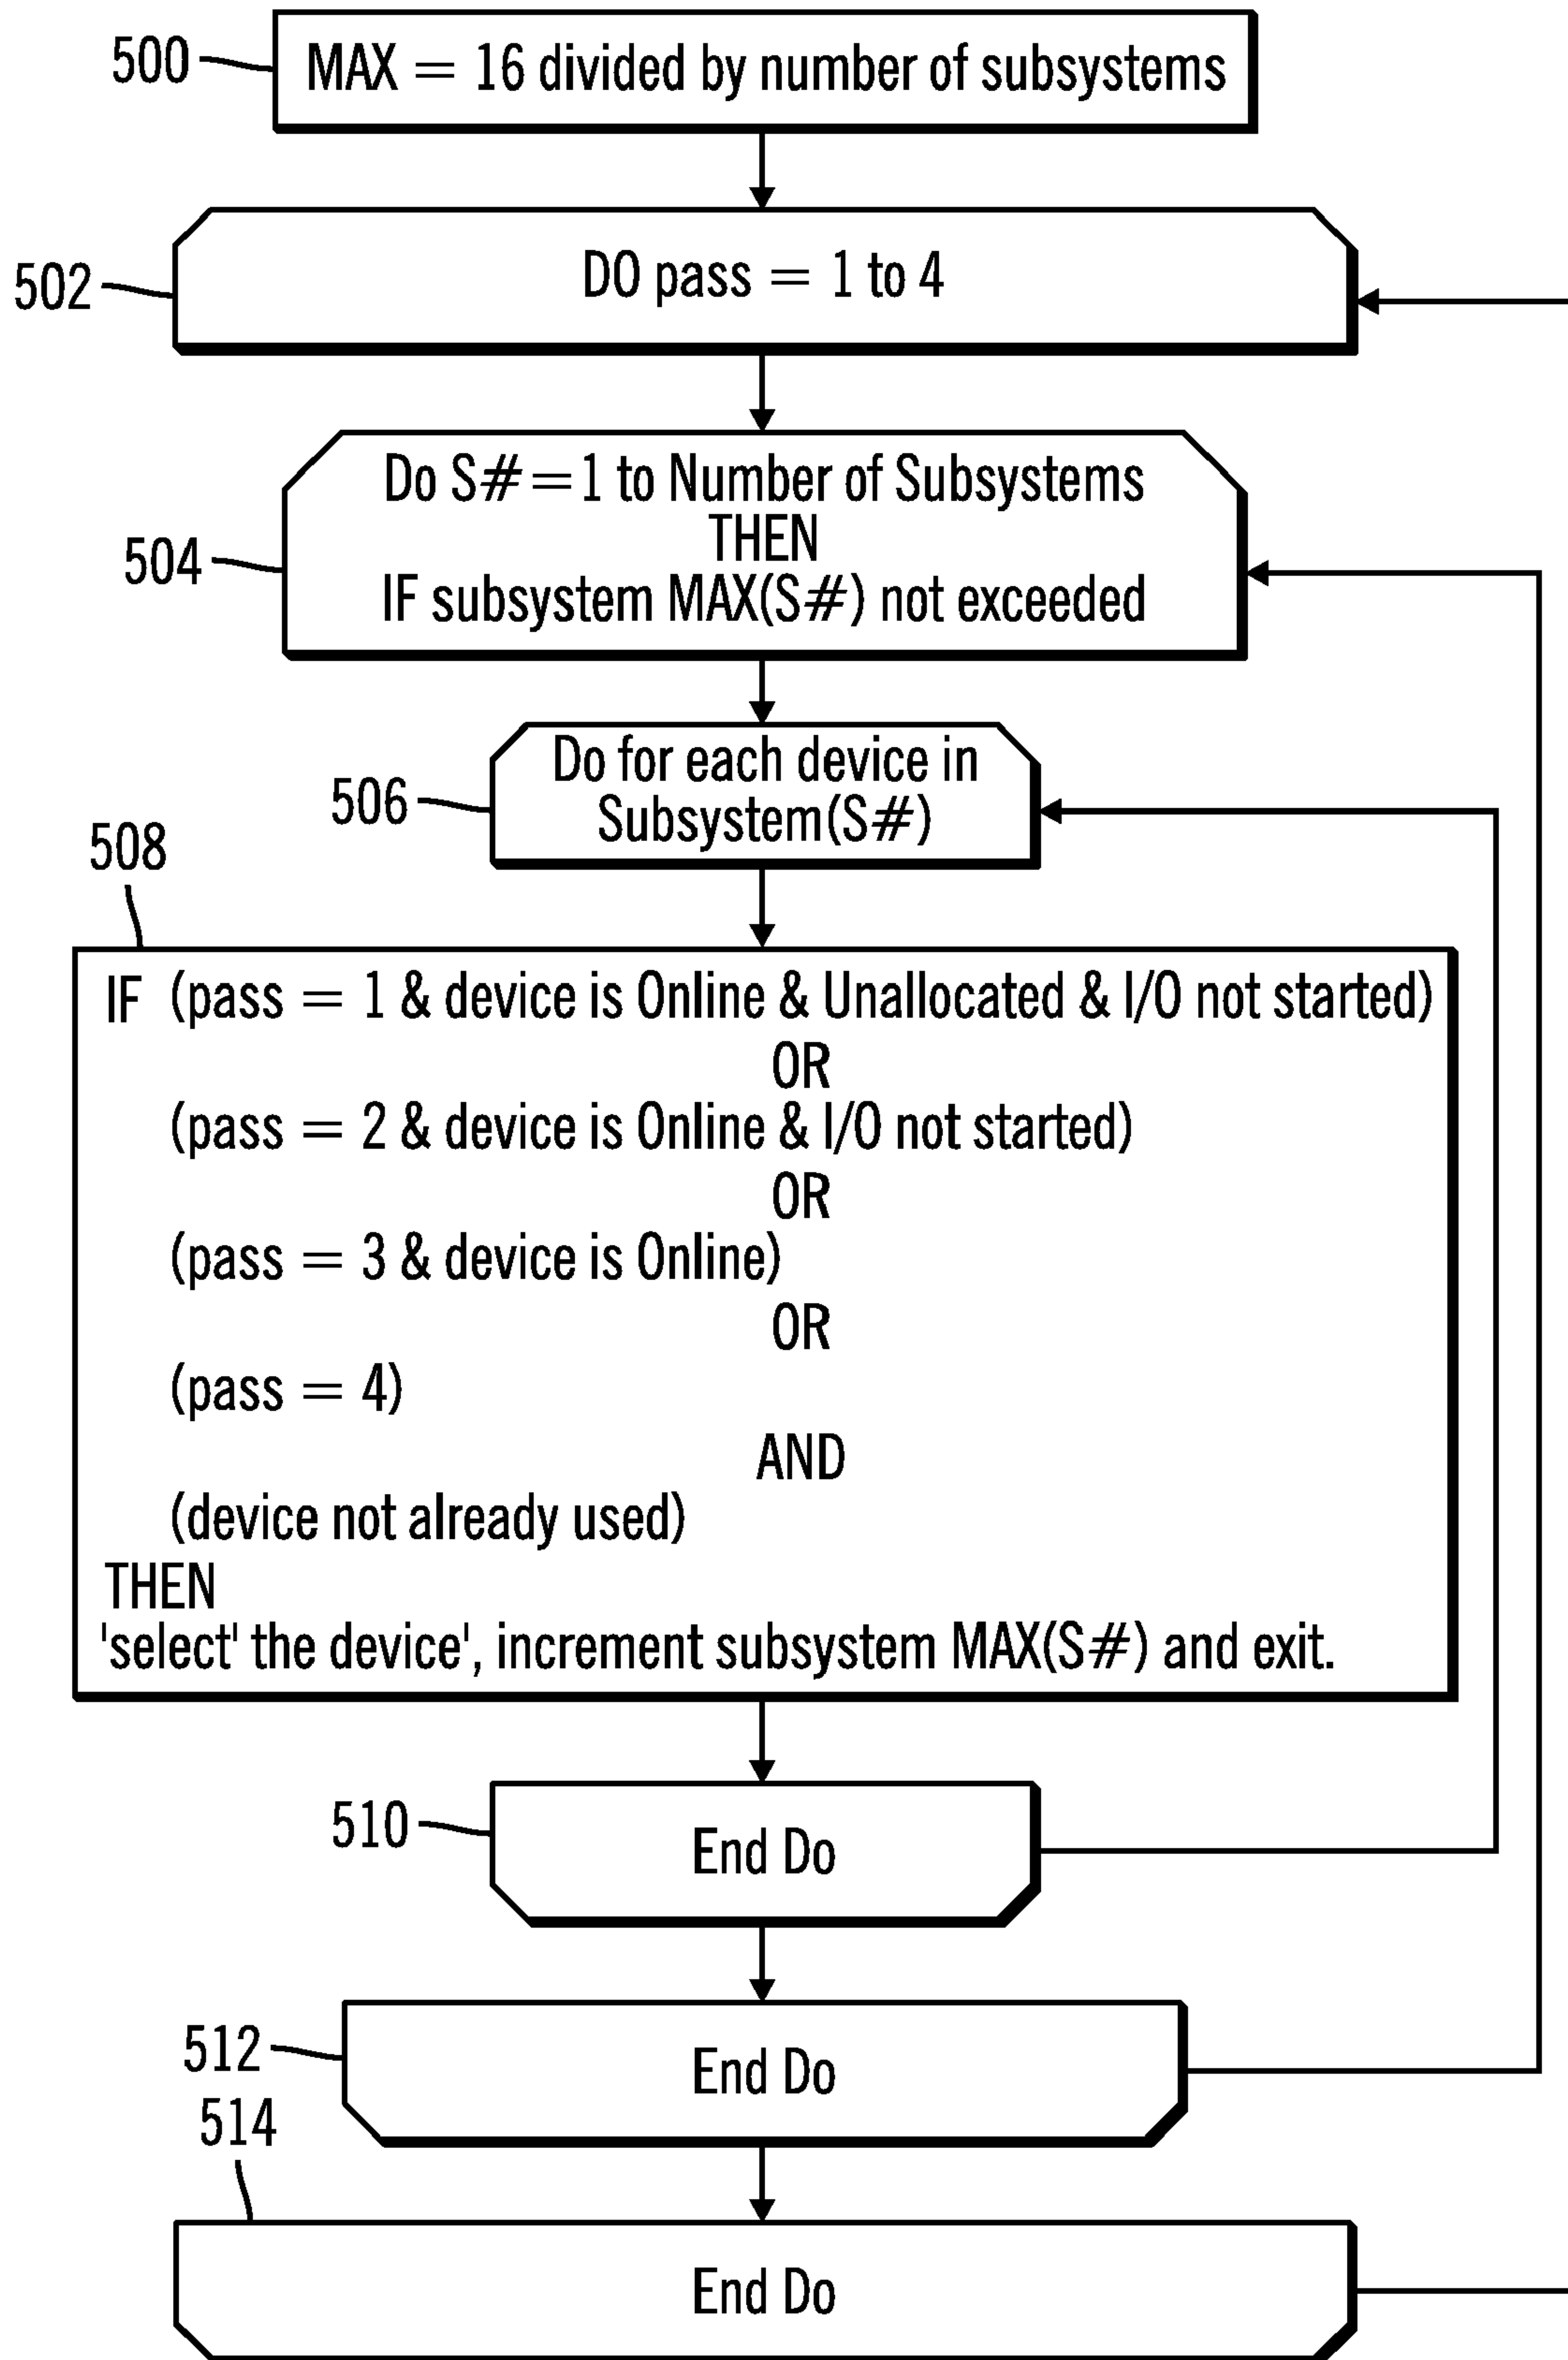 500
MAX = 16 divided by number of subsystems
502
DO pass = 1 to 4
504
Do S#=1 to Number of Subsystems
THEN
IF subsystem MAX(S#) not exceeded
506
Do for each device in
Subsystem(S#)
508
IF (pass = 1 & device is Online & Unallocated & I/O not started)
OR
(pass = 2 & device is Online & I/O not started)
OR
(pass = 3 & device is Online)
OR
(pass = 4)
AND
(device not already used)
THEN
'select' the device', increment subsystem MAX(S#) and exit.
510
End Do
512
End Do
514
End Do